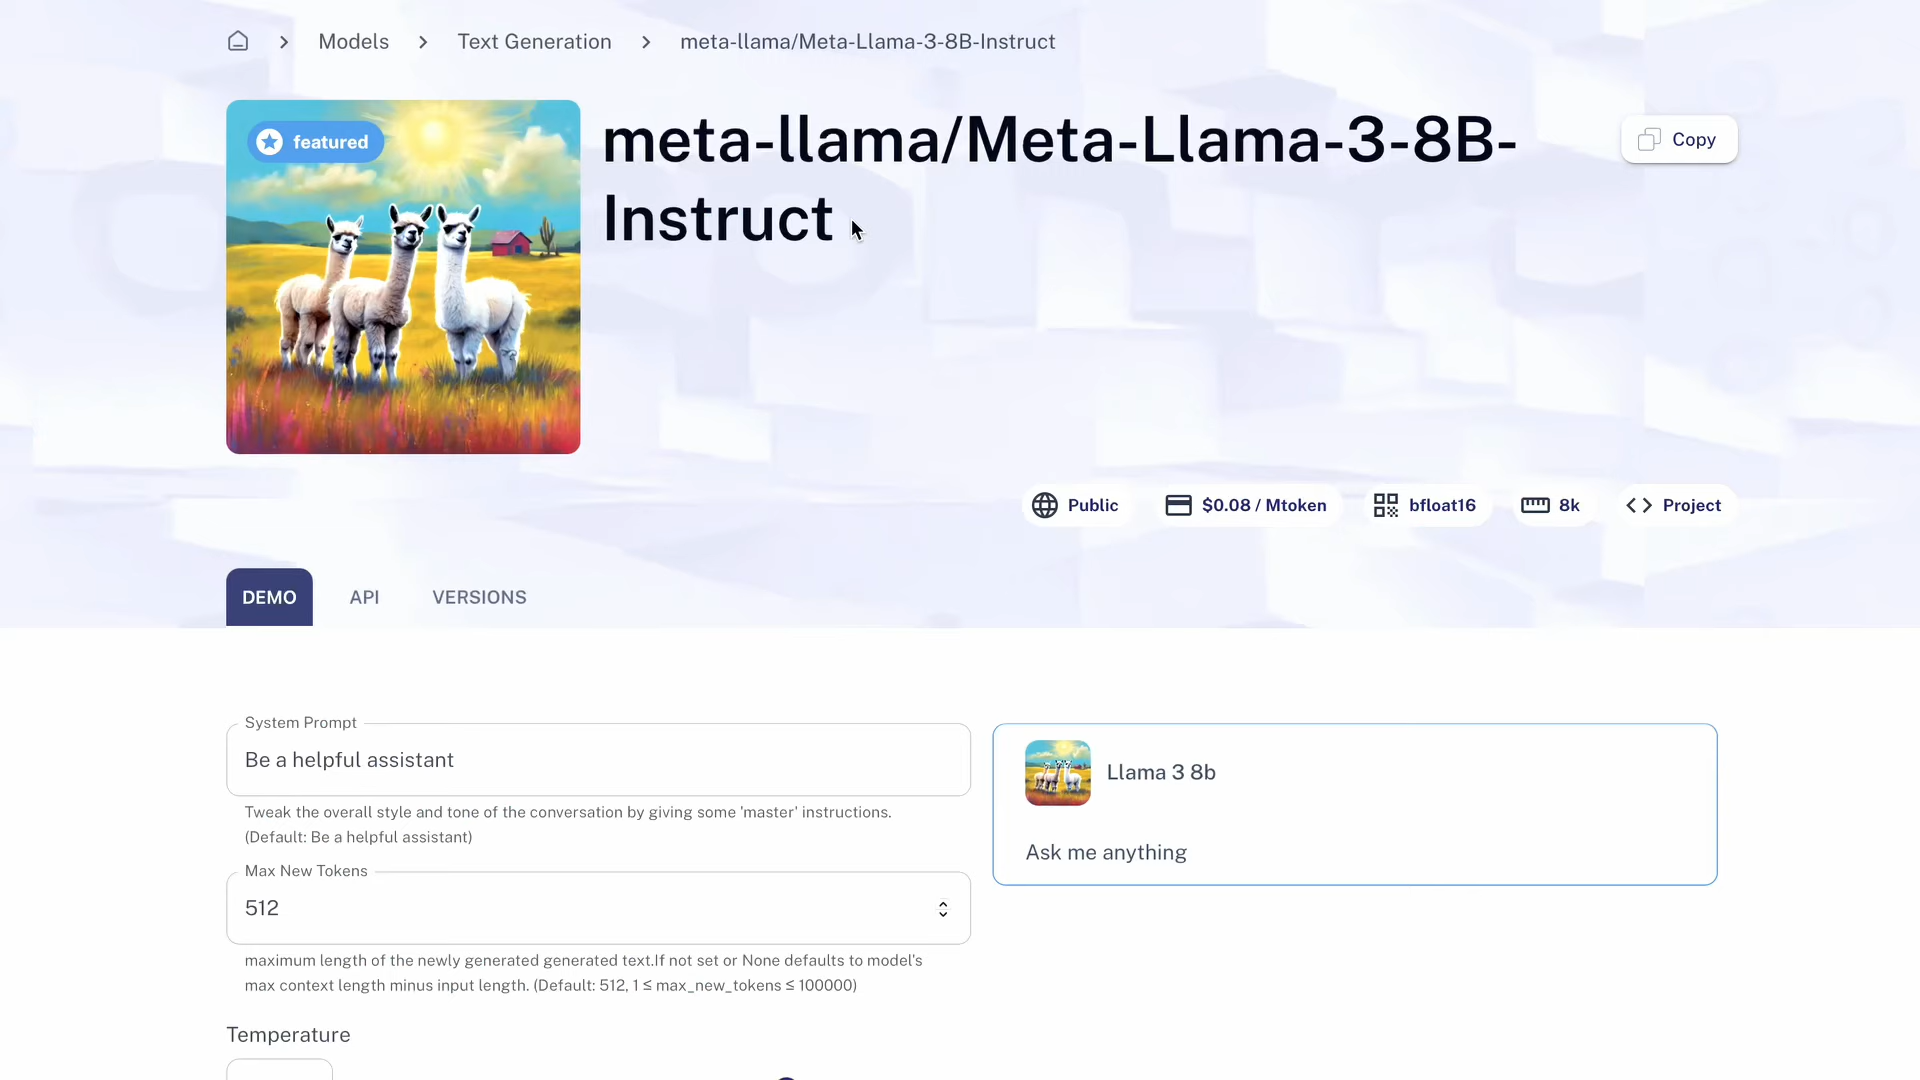 Models
Text Generation
meta-llama/Meta-Llama-3-8B-Instruct
featured
meta-llama/Meta-Llama-3-8B-
Instruct
Copy
Public
$0.08 / Mtoken
bfloat16
8k
Project
DEMO
API
VERSIONS
System Prompt
Be a helpful assistant
Tweak the overall style and tone of the conversation by giving some 'master' instructions.
(Default: Be a helpful assistant)
Max New Tokens
512
maximum length of the newly generated generated text.If not set or None defaults to model's
max context length minus input length. (Default: 512, 1 ≤ max_new_tokens ≤ 100000)
Temperature
Llama 3 8b
Ask me anything